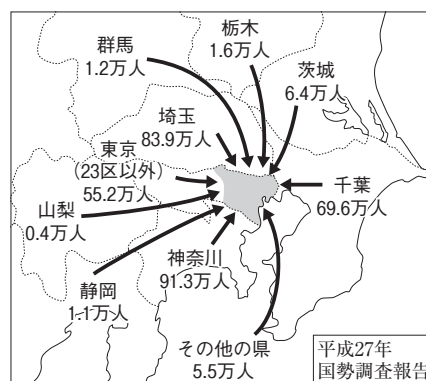 群馬
1.2万人
栃木
1.6万人
茨城
6.4万人
埼玉
83.9万人
東京
(23区以外)
55.2万人
千葉
69.6万人
山梨
0.4万人
神奈川
91.3万人
静岡
1.1万人
その他の県
5.5万人
平成27年
国勢調査報告